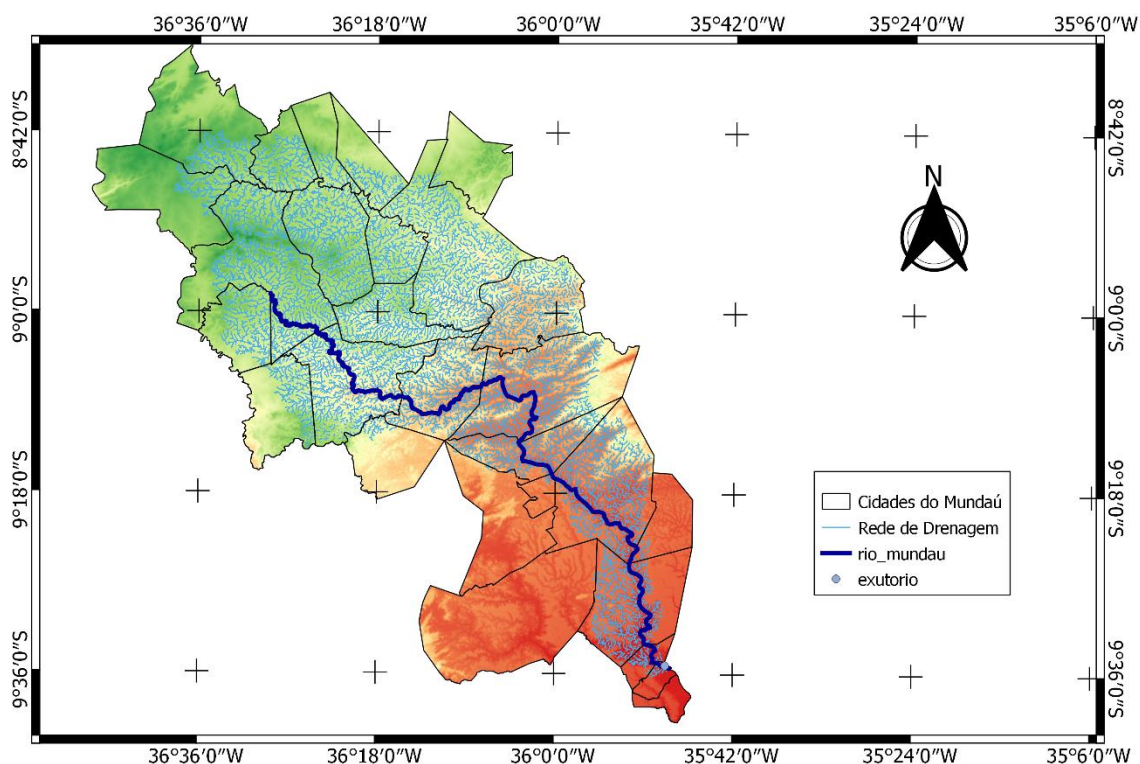 36°36′0″W 36°18′0″W 36°0′0″W 35°42′0″W 35°24′0″W 35°6′0″W
8°42′0″S 8°42′0″S
N
9°0′0″S 9°0′0″S
9°18′0″S 9°18′0″S
Cidades do Mundaú
Rede de Drenagem
rio_mundau
exutorio
9°36′0″S 9°36′0″S
36°36′0″W 36°18′0″W 36°0′0″W 35°42′0″W 35°24′0″W 35°6′0″W